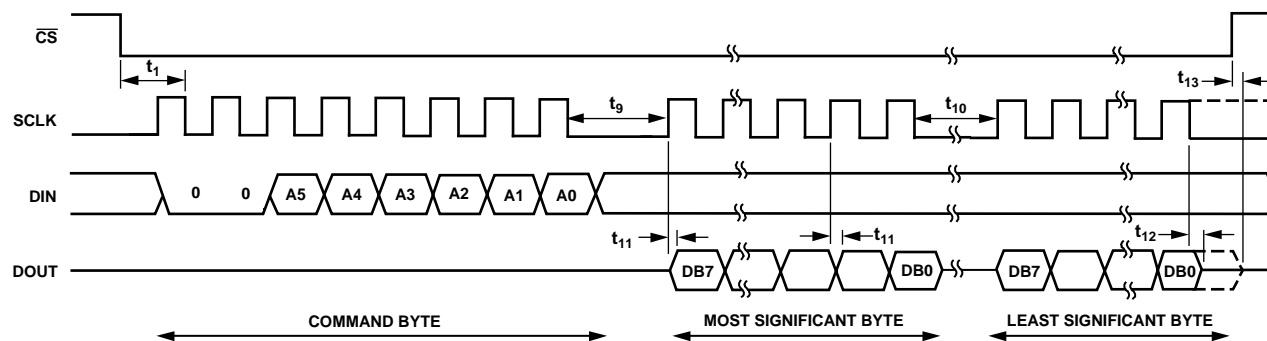 CS
t1
t13
SCLK
t9
t10
DIN
0 0 A5 A4 A3 A2 A1 A0
t11
t11
t12
DOUT
DB7
DB0
DB7
DB0
COMMAND BYTE
MOST SIGNIFICANT BYTE
LEAST SIGNIFICANT BYTE